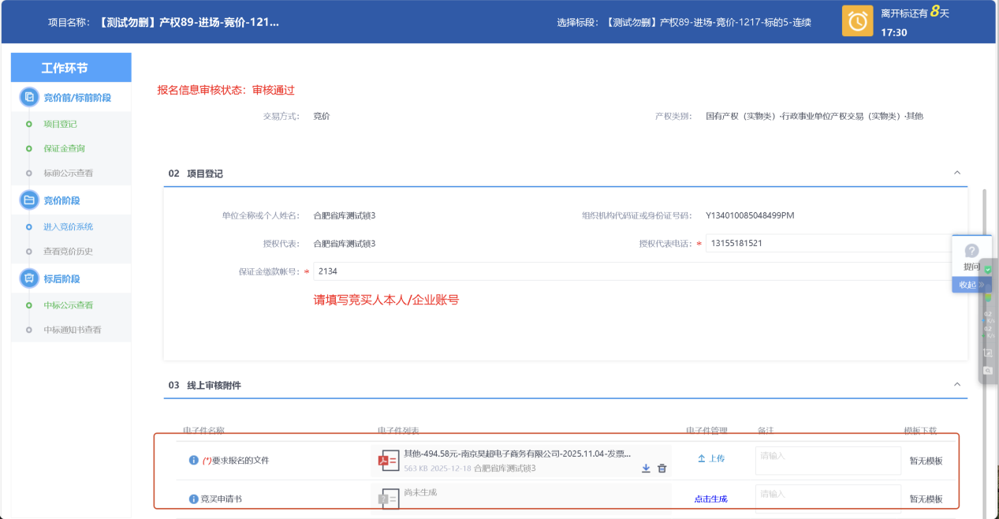 项目名称： 【测试勿删】产权89-进场-竞价-121...
选择标段： 【测试勿删】产权89-进场-竞价-1217-标的5-连续
离开标还有8天
17:30
工作环节
竞价前/标前阶段
项目登记
保证金查询
标前公示查看
竞价阶段
进入竞价系统
查看竞价历史
标后阶段
中标公示查看
中标通知书查看
报名信息审核状态：审核通过
交易方式： 竞价
产权类别： 国有产权（实物类）·行政事业单位产权交易（实物类）·其他
02 项目登记
单位全称或个人姓名： 合肥省库测试锁3
组织机构代码证或身份证号码： Y134010085048499PM
授权代表： 合肥省库测试锁3
授权代表电话： * 13155181521
保证金缴款帐号： * 2134
请填写竞买人本人/企业账号
提问
收起 »
0.2
K/s
0.2
K/s
03 线上审核附件
电子件名称 电子件列表 电子件管理 备注 模板下载
(*)要求报名的文件
其他-494.58元-南京昊超电子商务有限公司-2025.11.04-发票...
563 KB 2025-12-18 合肥省库测试锁3
上传
请输入
暂无模板
竞买申请书
尚未生成
点击生成
请输入
暂无模板